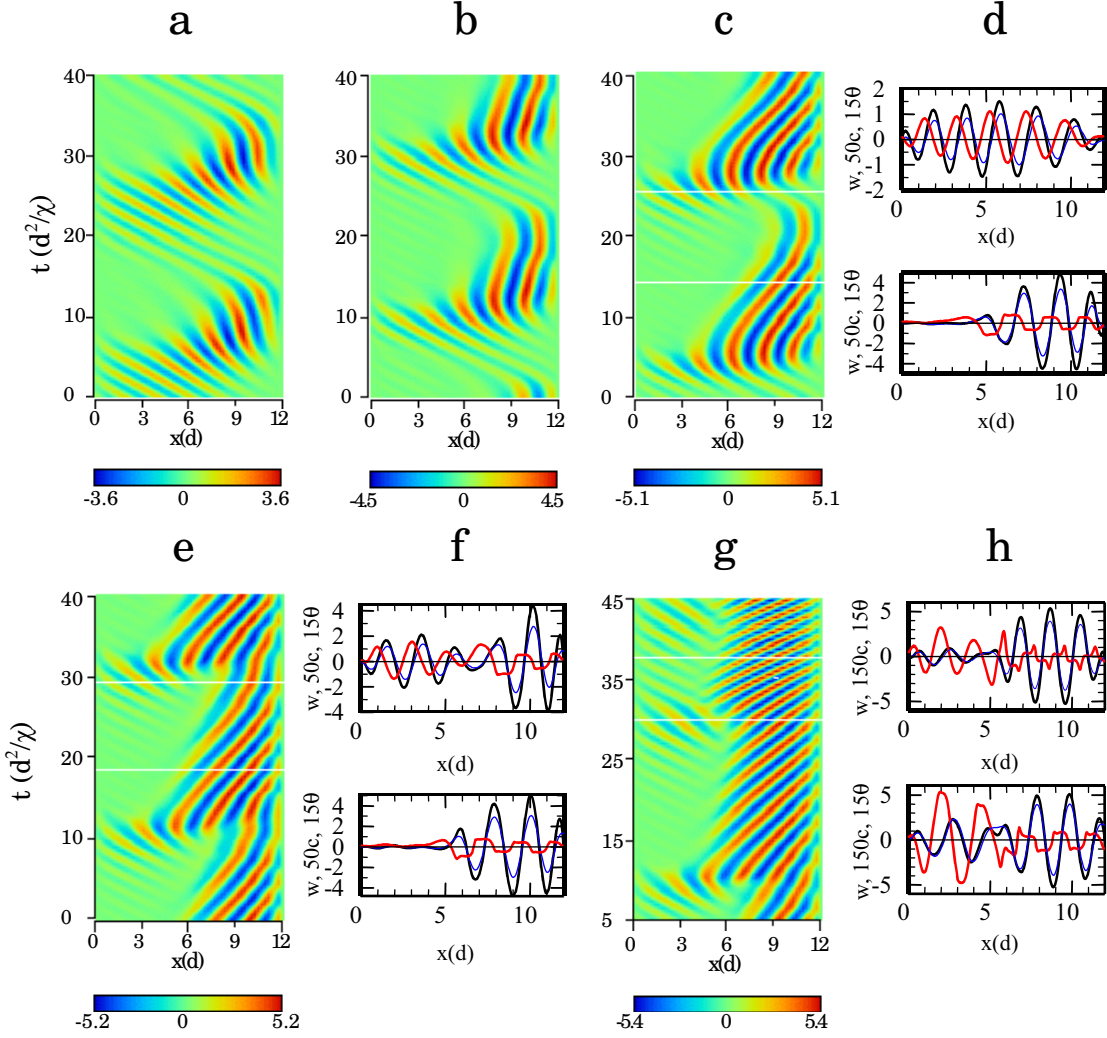 a b c d
40 40 40
30 30 30
20 20 20
10 10 10
0 0 0
t (d²/χ)
0 3 6 9 12 0 3 6 9 12 0 3 6 9 12
x(d) x(d) x(d)
-3.6 0 3.6 -4.5 0 4.5 -5.1 0 5.1
w, 50c, 15θ
2
1
0
-1
-2
0 5 10
x(d)
w, 50c, 15θ
4
2
0
-2
-4
0 5 10
x(d)
e f g h
40
30
20
10
0
t (d²/χ)
0 3 6 9 12
x(d)
-5.2 0 5.2
w, 50c, 15θ
4
2
0
-2
-4
0 5 10
x(d)
w, 50c, 15θ
4
2
0
-2
-4
0 5 10
x(d)
45
35
25
15
5
0 3 6 9 12
x(d)
-5.4 0 5.4
w, 150c, 15θ
5
0
-5
0 5 10
x(d)
w, 150c, 15θ
5
0
-5
0 5 10
x(d)